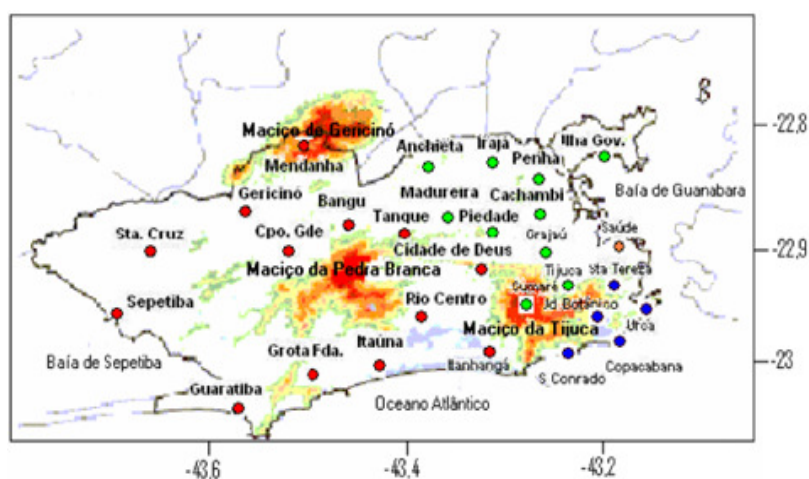 Maciço do Gericinó
Mendanha
Anchieta
Irajá
Ilha Gov.
Penha
-22,8
Gericinó
Bangu
Madureira
Cachambi
Baía de Guanabara
Sta. Cruz
Cpo. Gde
Tanque
Piedade
Grajaú
Saúde
Cidade de Deus
-22,9
Maciço da Pedra Branca
Tijuca
Sta Tereza
Sumaré
Sepetiba
Rio Centro
Jd Botânico
Maciço da Tijuca
Urca
Baía de Sepetiba
Grota Fda.
Itaúna
Itanhangá
Copacabana
-23
Guaratiba
S. Conrado
Oceano Atlântico
-43,6
-43,4
-43,2